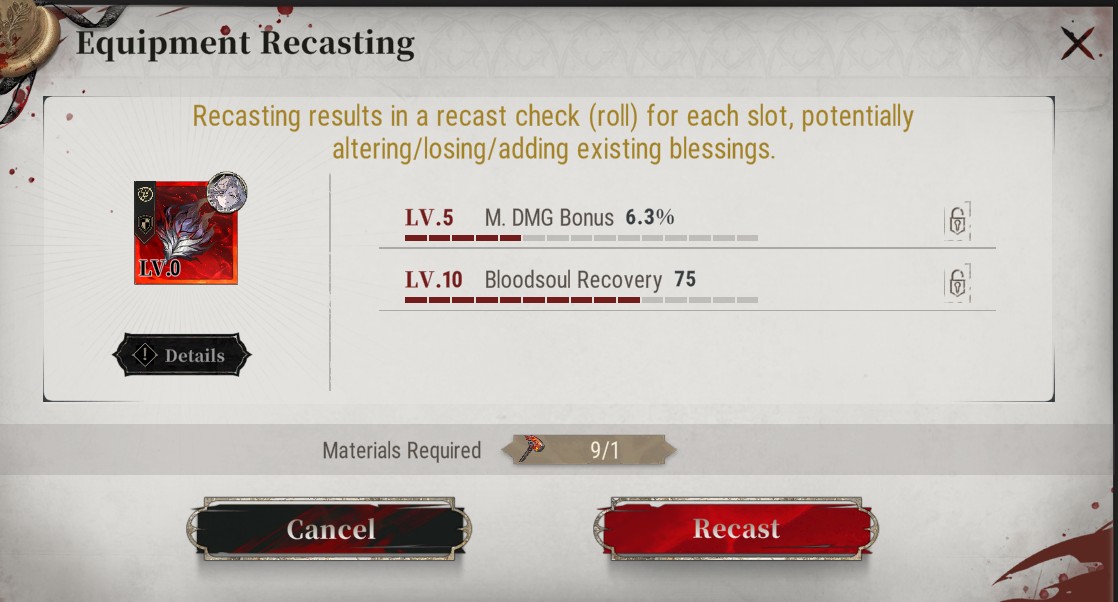 Equipment Recasting
Recasting results in a recast check (roll) for each slot, potentially
altering/losing/adding existing blessings.
LV.5 M. DMG Bonus 6.3%
LV.0
LV.10 Bloodsoul Recovery 75
! Details
Materials Required 9/1
Cancel Recast